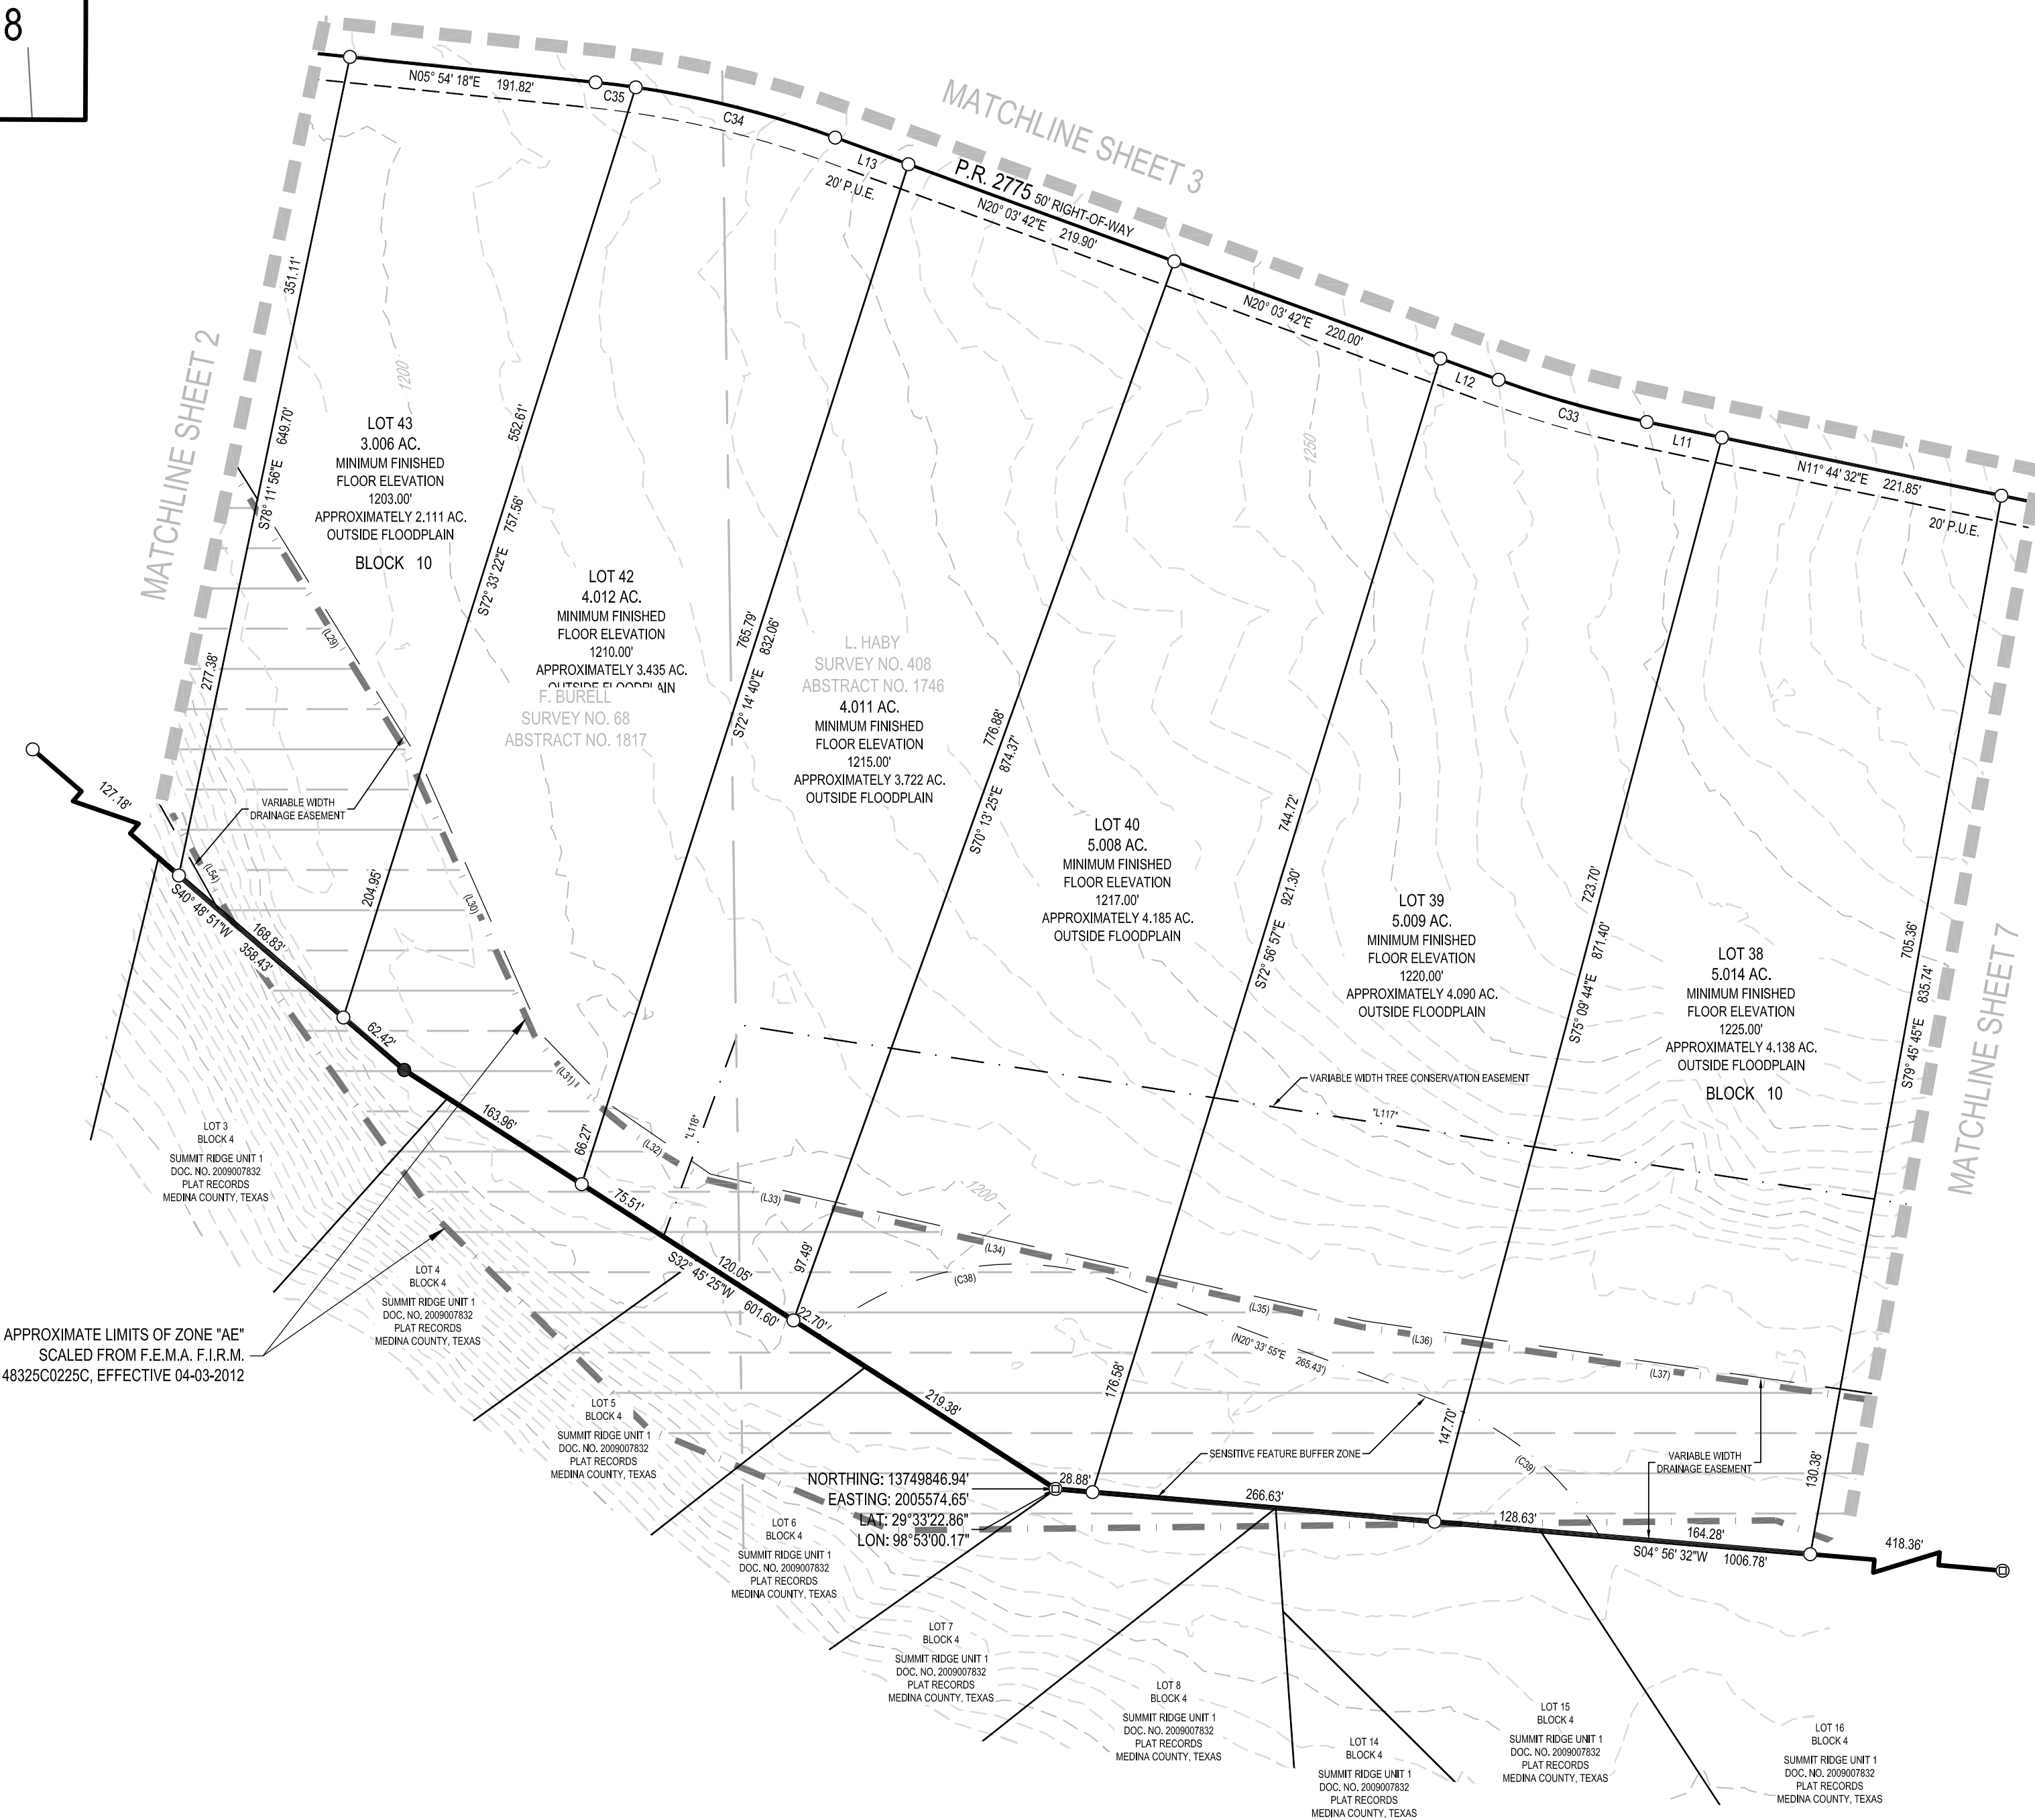 8
MATCHLINE SHEET 3
N05° 54' 18"E 191.82'
C35
C34
L13
20' P.U.E.
P.R. 2775 50' RIGHT-OF-WAY
N20° 03' 42"E 219.90'
N20° 03' 42"E 220.00'
L12
C33
L11
N11° 44' 32"E 221.85'
20' P.U.E.
MATCHLINE SHEET 2
351.11'
S78° 11' 56"E 649.70'
277.38'
1200
LOT 43
3.006 AC.
MINIMUM FINISHED
FLOOR ELEVATION
1203.00'
APPROXIMATELY 2.111 AC.
OUTSIDE FLOODPLAIN
BLOCK 10
552.61'
S72° 33' 22"E 757.56'
204.95'
LOT 42
4.012 AC.
MINIMUM FINISHED
FLOOR ELEVATION
1210.00'
APPROXIMATELY 3.435 AC.
OUTSIDE FLOODPLAIN
F. BURELL
SURVEY NO. 68
ABSTRACT NO. 1817
765.79'
S72° 14' 40"E 832.06'
66.27'
L. HABY
SURVEY NO. 408
ABSTRACT NO. 1746
4.011 AC.
MINIMUM FINISHED
FLOOR ELEVATION
1215.00'
APPROXIMATELY 3.722 AC.
OUTSIDE FLOODPLAIN
776.88'
S70° 13' 25"E 874.37'
97.49'
LOT 40
5.008 AC.
MINIMUM FINISHED
FLOOR ELEVATION
1217.00'
APPROXIMATELY 4.185 AC.
OUTSIDE FLOODPLAIN
1250
744.72'
S72° 56' 57"E 921.30'
176.58'
LOT 39
5.009 AC.
MINIMUM FINISHED
FLOOR ELEVATION
1220.00'
APPROXIMATELY 4.090 AC.
OUTSIDE FLOODPLAIN
723.70'
S75° 09' 44"E 871.40'
147.70'
LOT 38
5.014 AC.
MINIMUM FINISHED
FLOOR ELEVATION
1225.00'
APPROXIMATELY 4.138 AC.
OUTSIDE FLOODPLAIN
BLOCK 10
705.36'
S79° 45' 45"E 835.74'
130.38'
MATCHLINE SHEET 7
127.18'
VARIABLE WIDTH
DRAINAGE EASEMENT
(L29)
(L54)
(L30)
(L31)
(L32)
(L33)
(L34)
(L35)
(L36)
(L37)
"L118"
"L117"
VARIABLE WIDTH TREE CONSERVATION EASEMENT
1200
(C38)
(N20° 33' 55"E 265.43')
(C39)
SENSITIVE FEATURE BUFFER ZONE
VARIABLE WIDTH
DRAINAGE EASEMENT
168.83'
S40° 48' 51"W 358.43'
62.42'
163.96'
75.51'
120.05'
S32° 45' 25"W 601.60'
22.70'
219.38'
28.88'
266.63'
128.63'
164.28'
S04° 56' 32"W 1006.78'
418.36'
NORTHING: 13749846.94'
EASTING: 2005574.65'
LAT: 29°33'22.86"
LON: 98°53'00.17"
APPROXIMATE LIMITS OF ZONE "AE"
SCALED FROM F.E.M.A. F.I.R.M.
48325C0225C, EFFECTIVE 04-03-2012
LOT 3
BLOCK 4
SUMMIT RIDGE UNIT 1
DOC. NO. 2009007832
PLAT RECORDS
MEDINA COUNTY, TEXAS
LOT 4
BLOCK 4
SUMMIT RIDGE UNIT 1
DOC. NO. 2009007832
PLAT RECORDS
MEDINA COUNTY, TEXAS
LOT 5
BLOCK 4
SUMMIT RIDGE UNIT 1
DOC. NO. 2009007832
PLAT RECORDS
MEDINA COUNTY, TEXAS
LOT 6
BLOCK 4
SUMMIT RIDGE UNIT 1
DOC. NO. 2009007832
PLAT RECORDS
MEDINA COUNTY, TEXAS
LOT 7
BLOCK 4
SUMMIT RIDGE UNIT 1
DOC. NO. 2009007832
PLAT RECORDS
MEDINA COUNTY, TEXAS
LOT 8
BLOCK 4
SUMMIT RIDGE UNIT 1
DOC. NO. 2009007832
PLAT RECORDS
MEDINA COUNTY, TEXAS
LOT 14
BLOCK 4
SUMMIT RIDGE UNIT 1
DOC. NO. 2009007832
PLAT RECORDS
MEDINA COUNTY, TEXAS
LOT 15
BLOCK 4
SUMMIT RIDGE UNIT 1
DOC. NO. 2009007832
PLAT RECORDS
MEDINA COUNTY, TEXAS
LOT 16
BLOCK 4
SUMMIT RIDGE UNIT 1
DOC. NO. 2009007832
PLAT RECORDS
MEDINA COUNTY, TEXAS